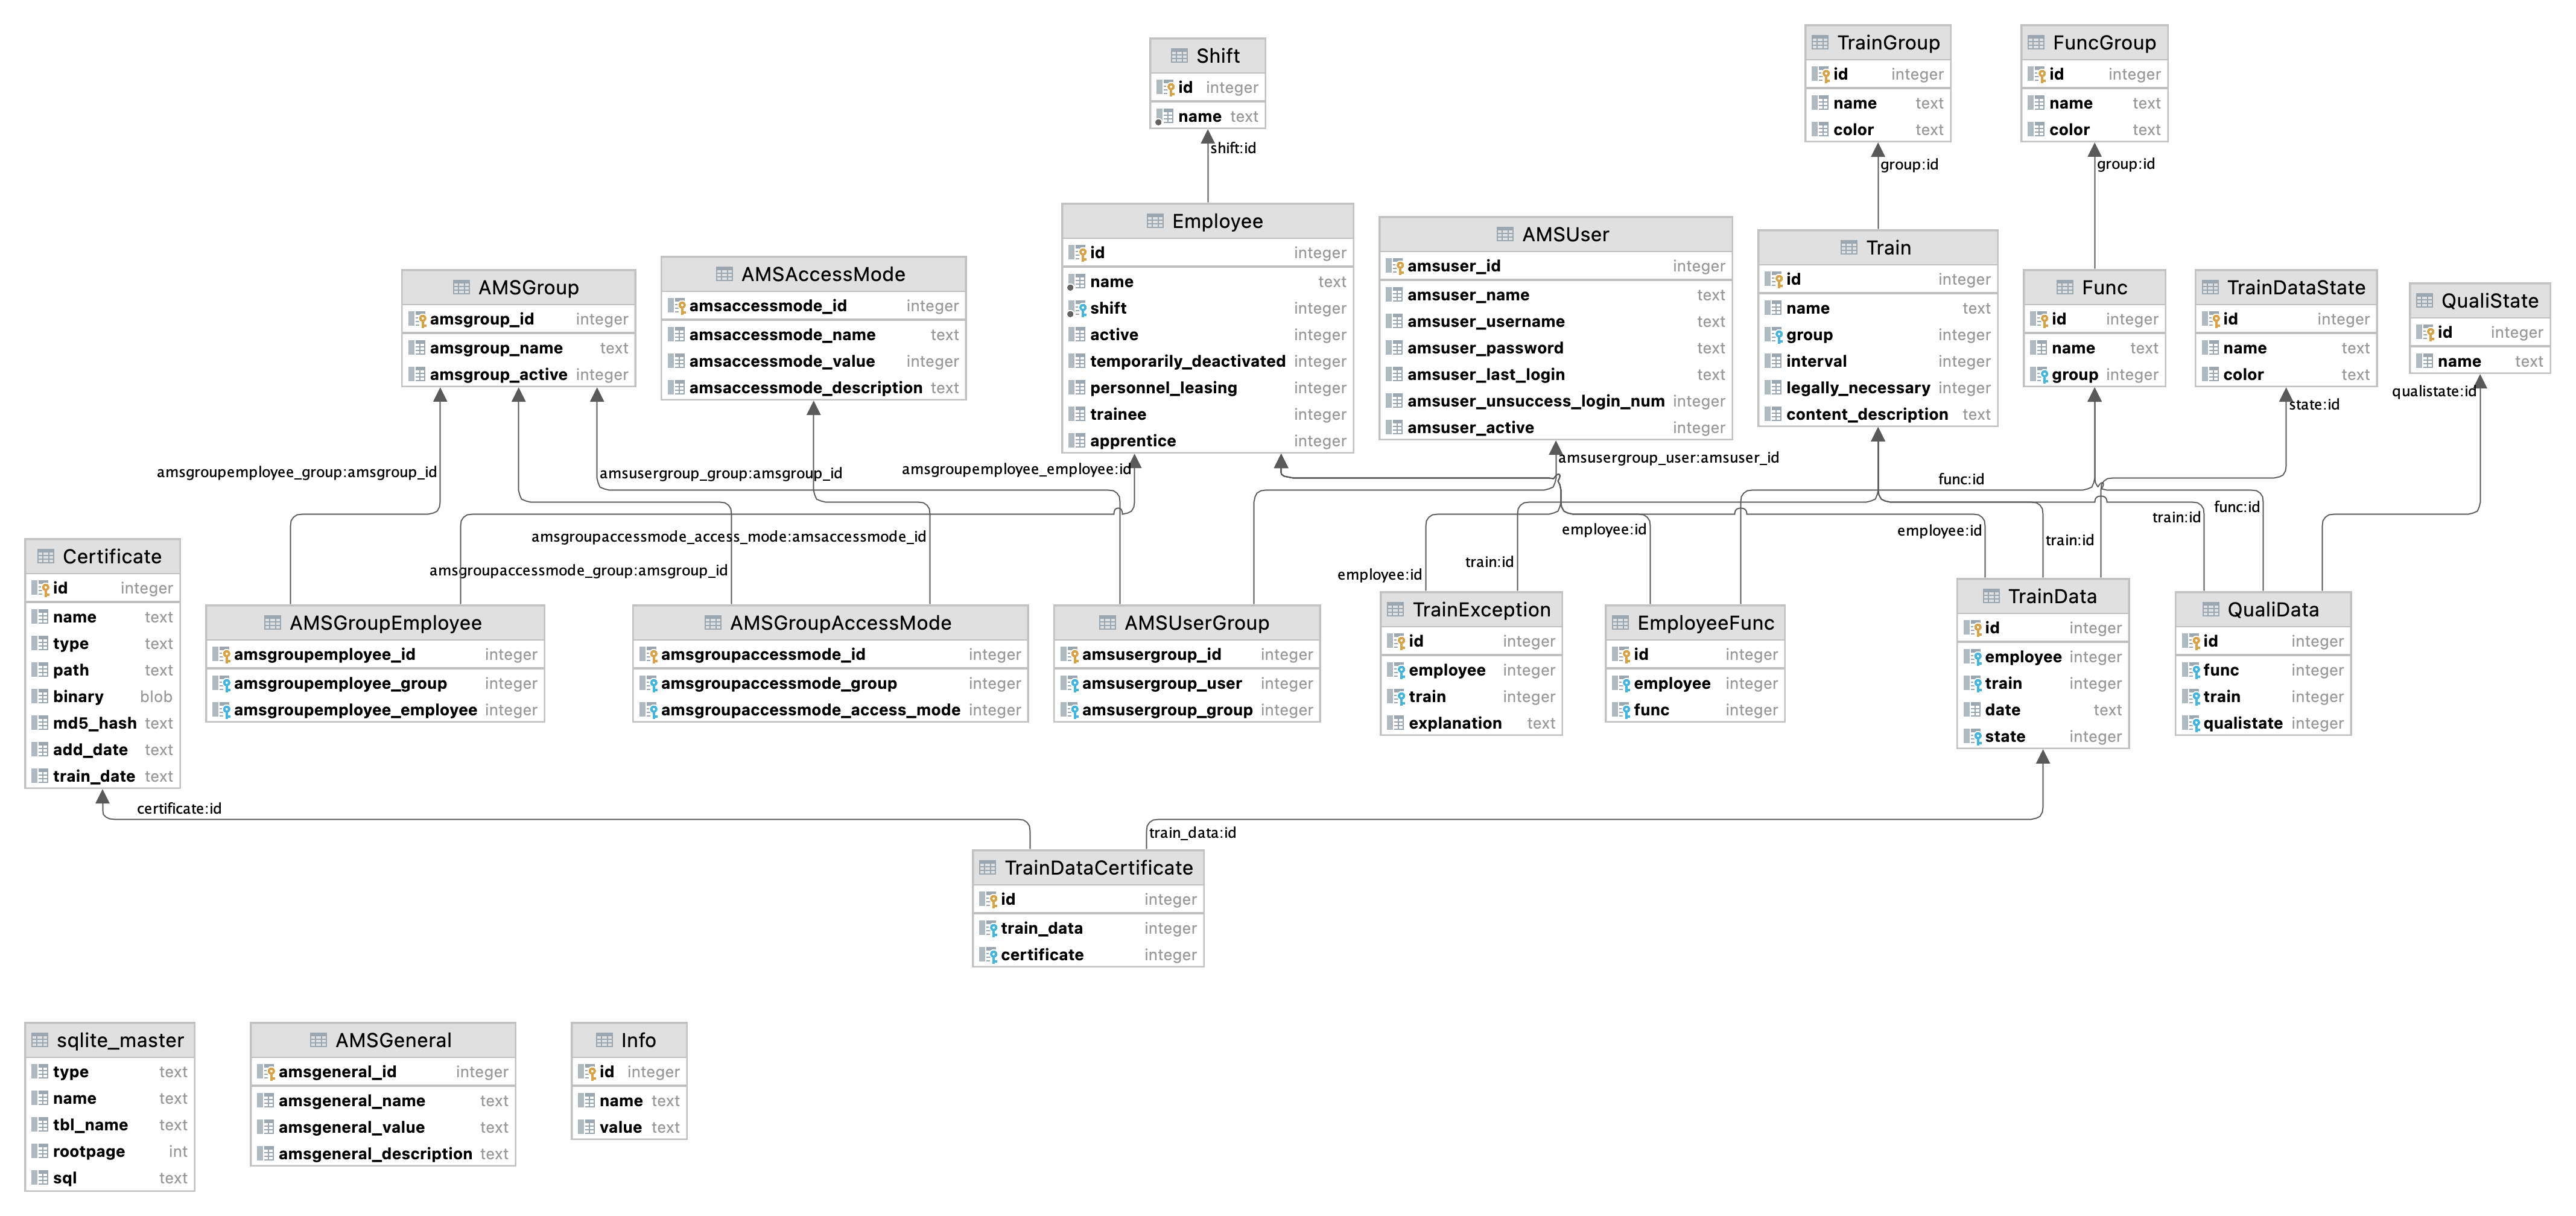 Shift
id integer
name text
shift:id
TrainGroup
id integer
name text
color text
group:id
FuncGroup
id integer
name text
color text
group:id
Employee
id integer
name text
shift integer
active integer
temporarily_deactivated integer
personnel_leasing integer
trainee integer
apprentice integer
AMSUser
amsuser_id integer
amsuser_name text
amsuser_username text
amsuser_password text
amsuser_last_login text
amsuser_unsuccess_login_num integer
amsuser_active integer
Train
id integer
name text
group integer
interval integer
legally_necessary integer
content_description text
AMSGroup
amsgroup_id integer
amsgroup_name text
amsgroup_active integer
AMSAccessMode
amsaccessmode_id integer
amsaccessmode_name text
amsaccessmode_value integer
amsaccessmode_description text
Func
id integer
name text
group integer
TrainDataState
id integer
name text
color text
QualiState
id integer
name text
qualistate:id
state:id
amsgroupemployee_group:amsgroup_id
amsusergroup_group:amsgroup_id
amsgroupemployee_employee:id
amsusergroup_user:amsuser_id
func:id
amsgroupaccessmode_access_mode:amsaccessmode_id
amsgroupaccessmode_group:amsgroup_id
employee:id
train:id
employee:id
employee:id
train:id
train:id
func:id
Certificate
id integer
name text
type text
path text
binary blob
md5_hash text
add_date text
train_date text
AMSGroupEmployee
amsgroupemployee_id integer
amsgroupemployee_group integer
amsgroupemployee_employee integer
AMSGroupAccessMode
amsgroupaccessmode_id integer
amsgroupaccessmode_group integer
amsgroupaccessmode_access_mode integer
AMSUserGroup
amsusergroup_id integer
amsusergroup_user integer
amsusergroup_group integer
TrainException
id integer
employee integer
train integer
explanation text
EmployeeFunc
id integer
employee integer
func integer
TrainData
id integer
employee integer
train integer
date text
state integer
QualiData
id integer
func integer
train integer
qualistate integer
certificate:id
train_data:id
TrainDataCertificate
id integer
train_data integer
certificate integer
sqlite_master
type text
name text
tbl_name text
rootpage int
sql text
AMSGeneral
amsgeneral_id integer
amsgeneral_name text
amsgeneral_value text
amsgeneral_description text
Info
id integer
name text
value text